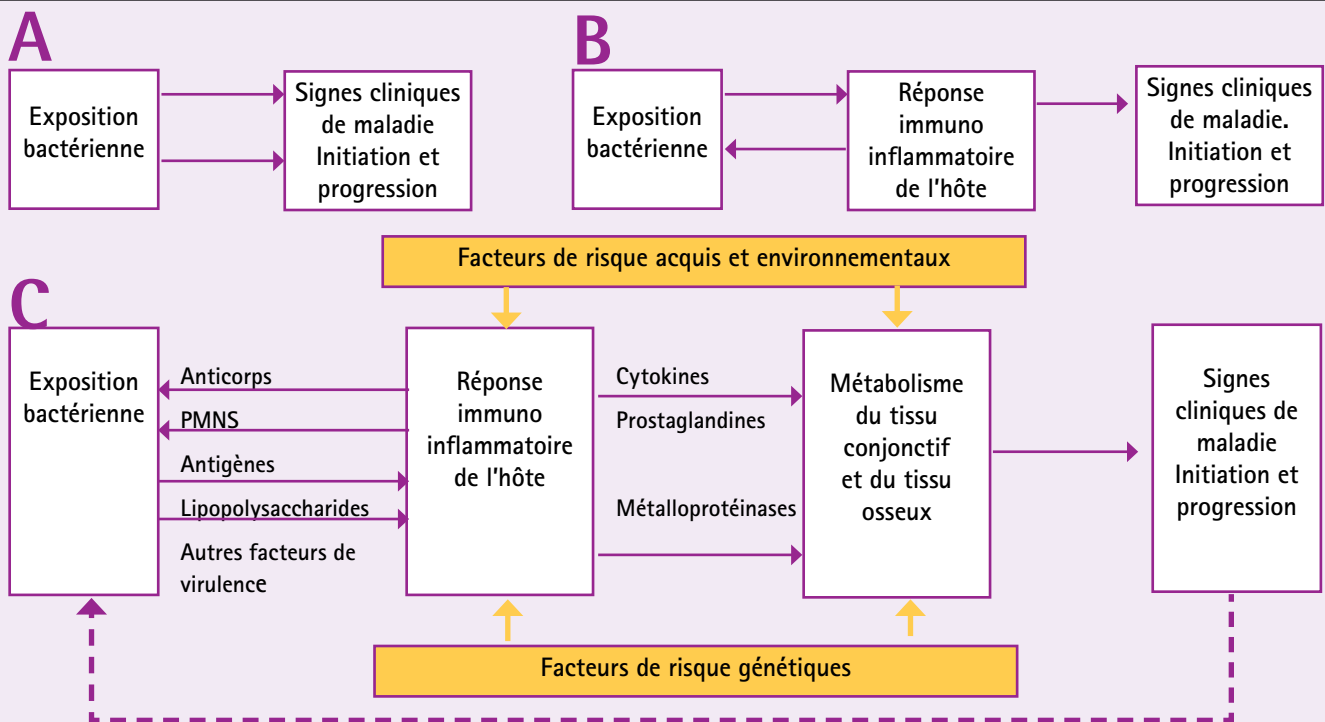 A
Exposition
bactérienne
Signes cliniques
de maladie
Initiation et
progression
B
Exposition
bactérienne
Réponse
immuno
inflammatoire
de l'hôte
Signes cliniques
de maladie.
Initiation et
progression
Facteurs de risque acquis et environnementaux
C
Exposition
bactérienne
Anticorps
PMNS
Antigènes
Lipopolysaccharides
Autres facteurs de
virulence
Réponse
immuno
inflammatoire
de l'hôte
Cytokines
Prostaglandines
Métalloprotéinases
Métabolisme
du tissu
conjonctif
et du tissu
osseux
Signes
cliniques de
maladie
Initiation et
progression
Facteurs de risque génétiques